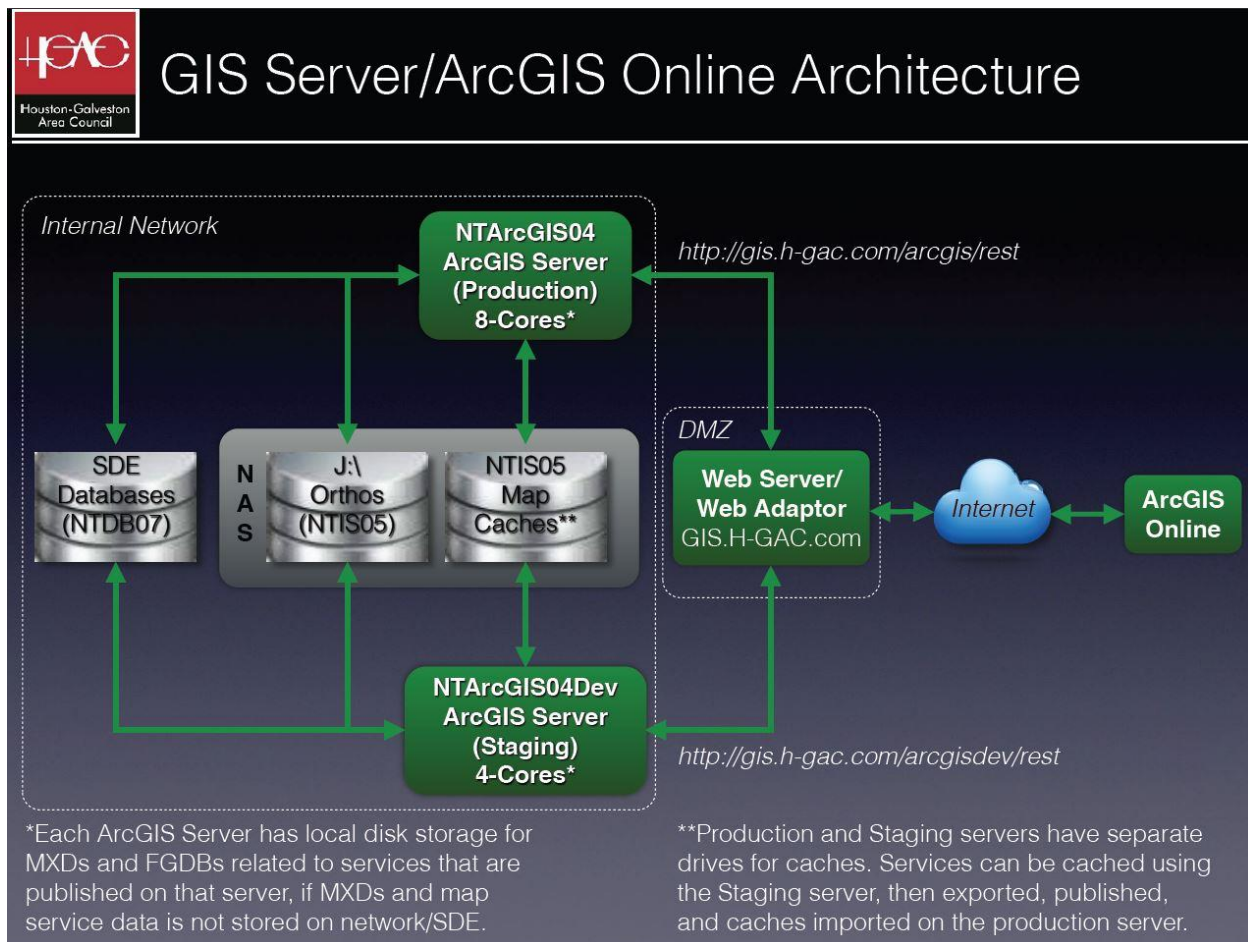 HGAC
Houston-Galveston
Area Council
GIS Server/ArcGIS Online Architecture
Internal Network
NTArcGIS04
ArcGIS Server
(Production)
8-Cores*
http://gis.h-gac.com/arcgis/rest
SDE
Databases
(NTDB07)
N
A
S
J:\
Orthos
(NTIS05)
NTIS05
Map
Caches**
DMZ
Web Server/
Web Adaptor
GIS.H-GAC.com
Internet
ArcGIS
Online
NTArcGIS04Dev
ArcGIS Server
(Staging)
4-Cores*
http://gis.h-gac.com/arcgisdev/rest
*Each ArcGIS Server has local disk storage for
MXDs and FGDBs related to services that are
published on that server, if MXDs and map
service data is not stored on network/SDE.
**Production and Staging servers have separate
drives for caches. Services can be cached using
the Staging server, then exported, published,
and caches imported on the production server.